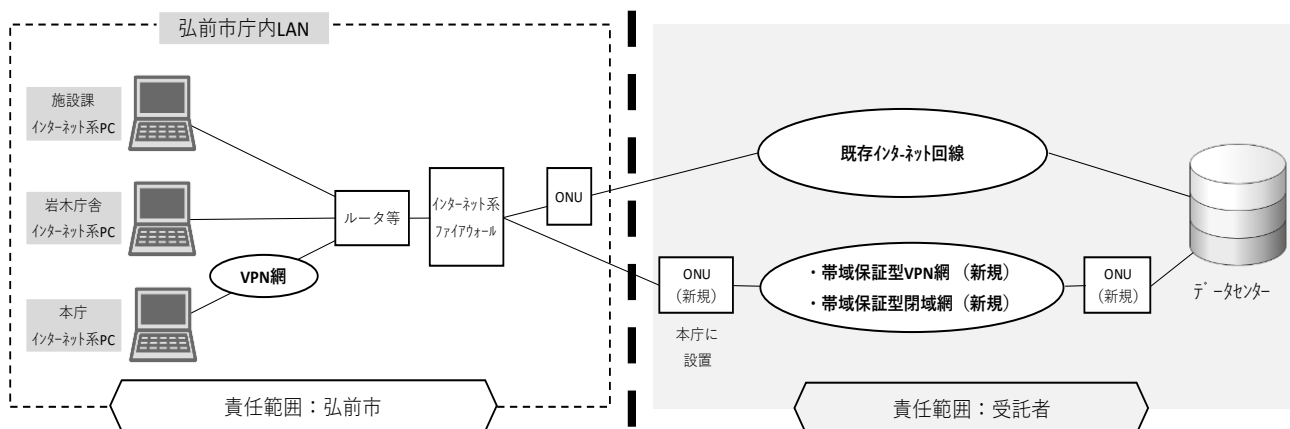 弘前市庁内LAN
施設課
ｲﾝﾀｰﾈｯﾄ系PC
岩木庁舎
ｲﾝﾀｰﾈｯﾄ系PC
本庁
ｲﾝﾀｰﾈｯﾄ系PC
VPN網
ルータ等
ｲﾝﾀｰﾈｯﾄ系
ﾌｧｲｱｳｫｰﾙ
ONU
既存ｲﾝﾀｰﾈｯﾄ回線
ONU
（新規）
本庁に
設置
・帯域保証型VPN網（新規）
・帯域保証型閉域網（新規）
ONU
（新規）
ﾃﾞｰﾀｾﾝﾀｰ
責任範囲：弘前市
責任範囲：受託者